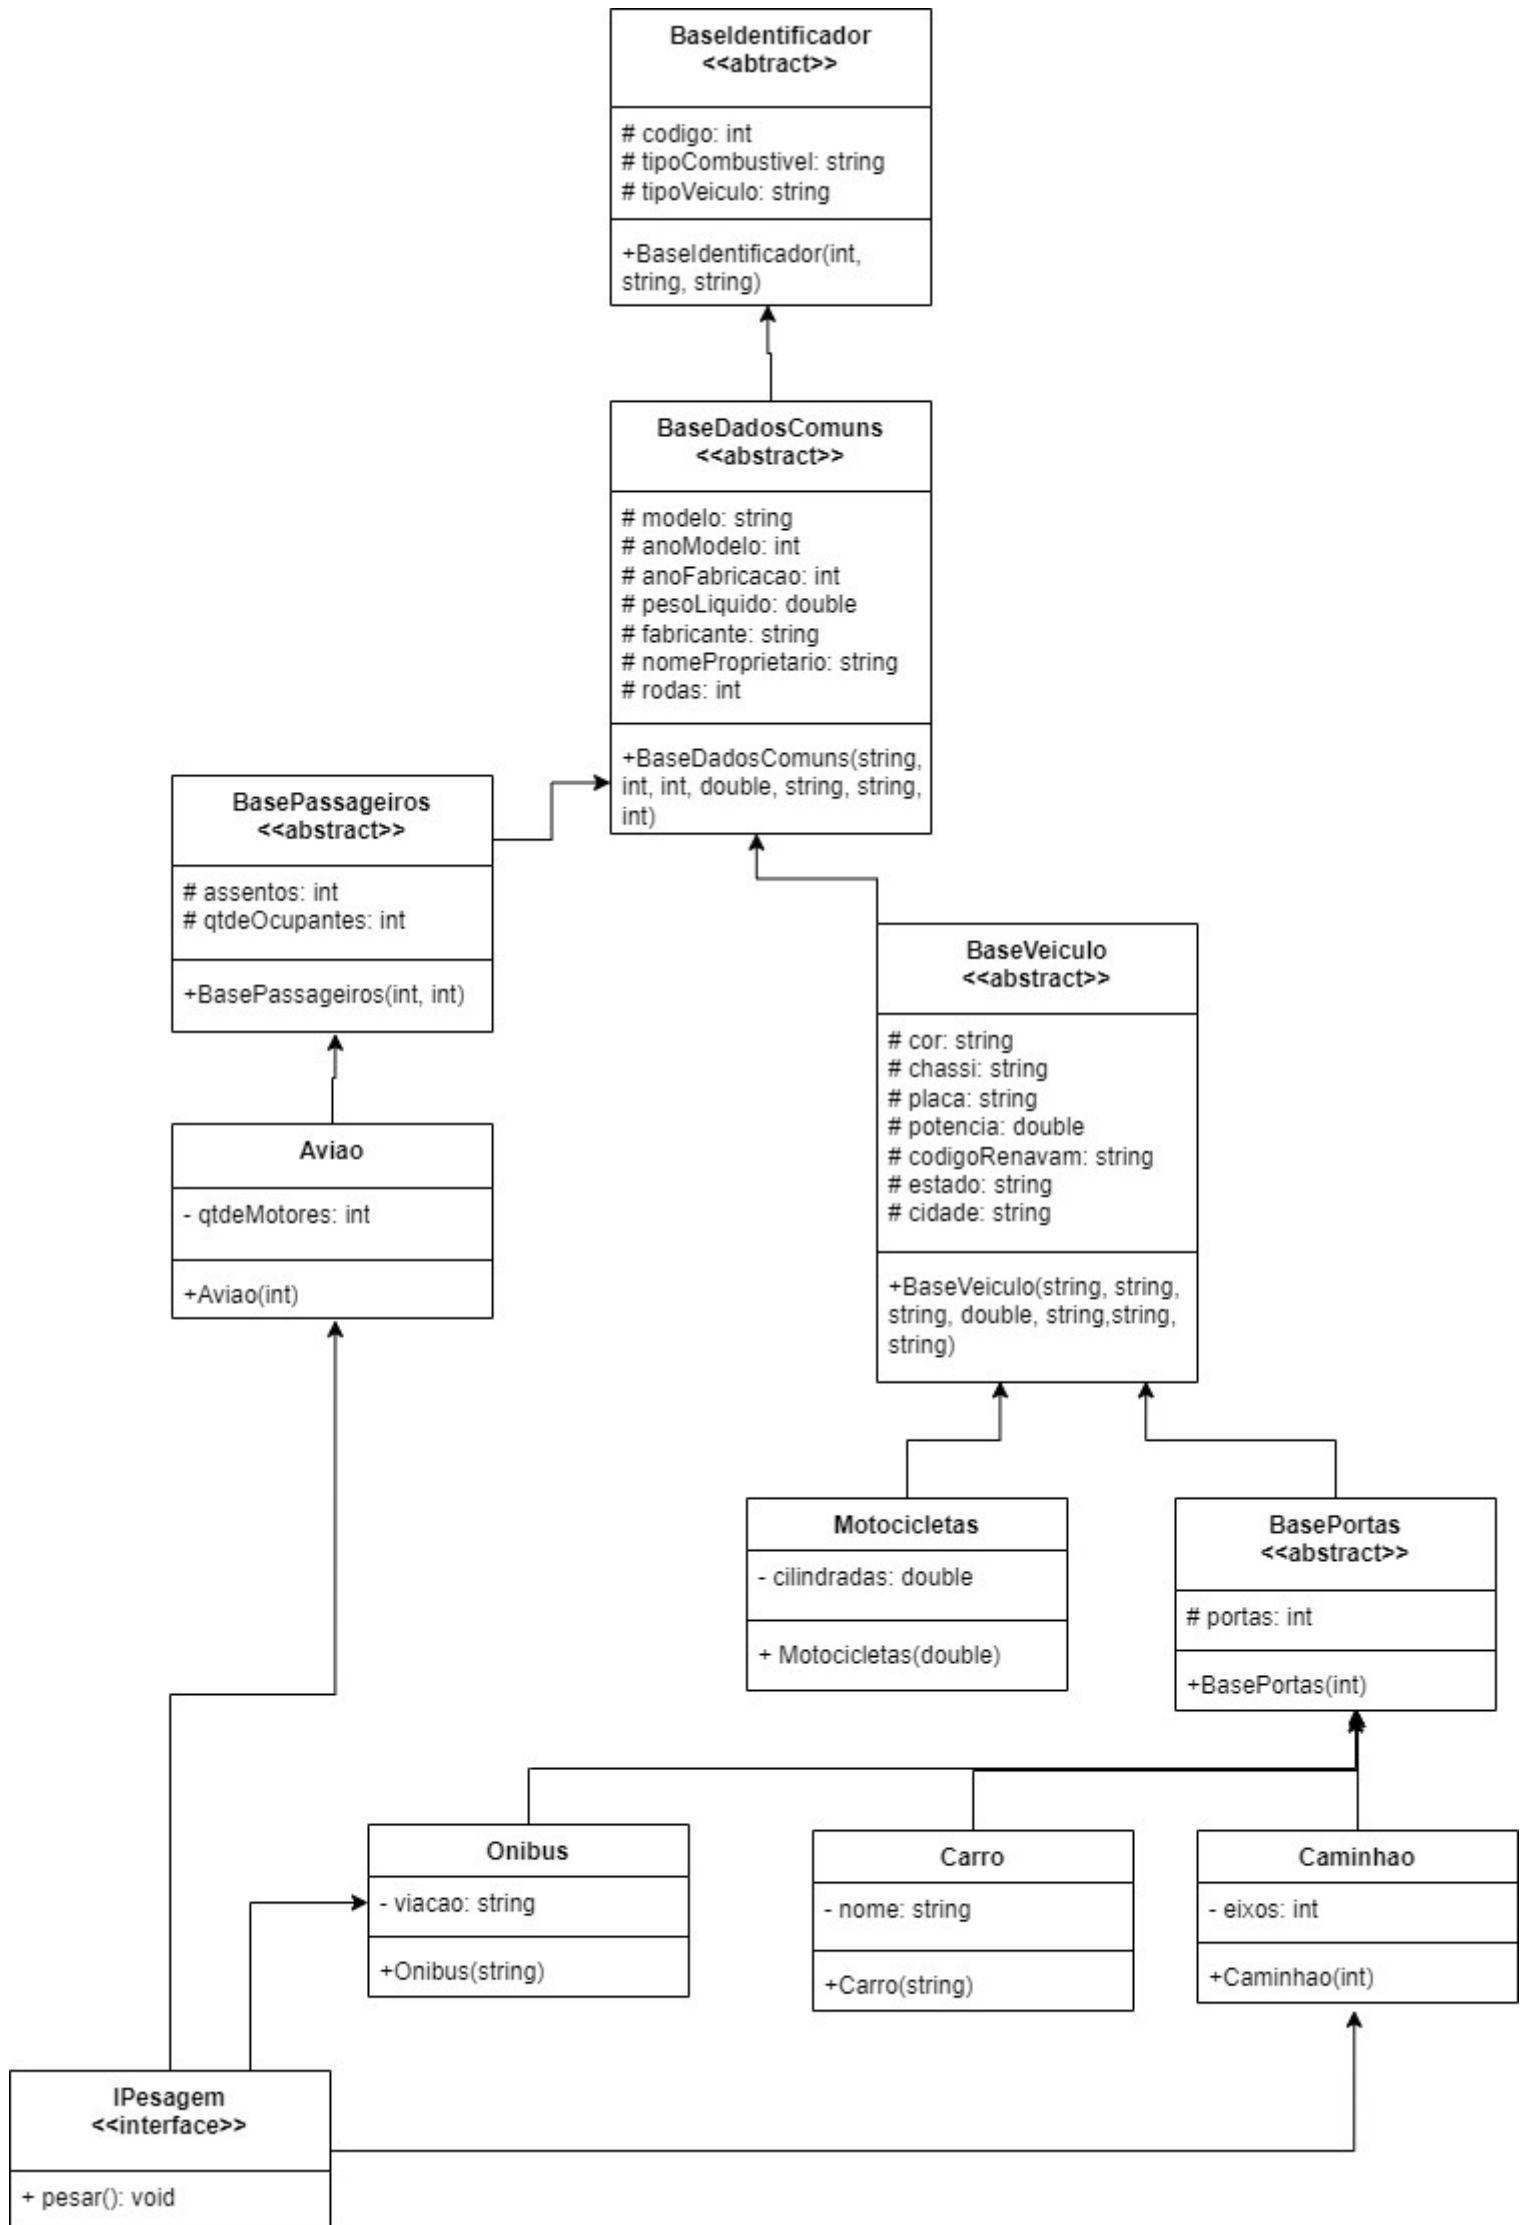 BaseIdentificador
<<abtract>>
# codigo: int
# tipoCombustivel: string
# tipoVeiculo: string
+BaseIdentificador(int,
string, string)
BaseDadosComuns
<<abstract>>
# modelo: string
# anoModelo: int
# anoFabricacao: int
# pesoLiquido: double
# fabricante: string
# nomeProprietario: string
# rodas: int
+BaseDadosComuns(string,
int, int, double, string, string,
int)
BasePassageiros
<<abstract>>
# assentos: int
# qtdeOcupantes: int
+BasePassageiros(int, int)
BaseVeiculo
<<abstract>>
# cor: string
# chassi: string
# placa: string
# potencia: double
# codigoRenavam: string
# estado: string
# cidade: string
+BaseVeiculo(string, string,
string, double, string,string,
string)
Aviao
- qtdeMotores: int
+Aviao(int)
Motocicletas
- cilindradas: double
+ Motocicletas(double)
BasePortas
<<abstract>>
# portas: int
+BasePortas(int)
Onibus
- viacao: string
+Onibus(string)
Carro
- nome: string
+Carro(string)
Caminhao
- eixos: int
+Caminhao(int)
IPesagem
<<interface>>
+ pesar(): void